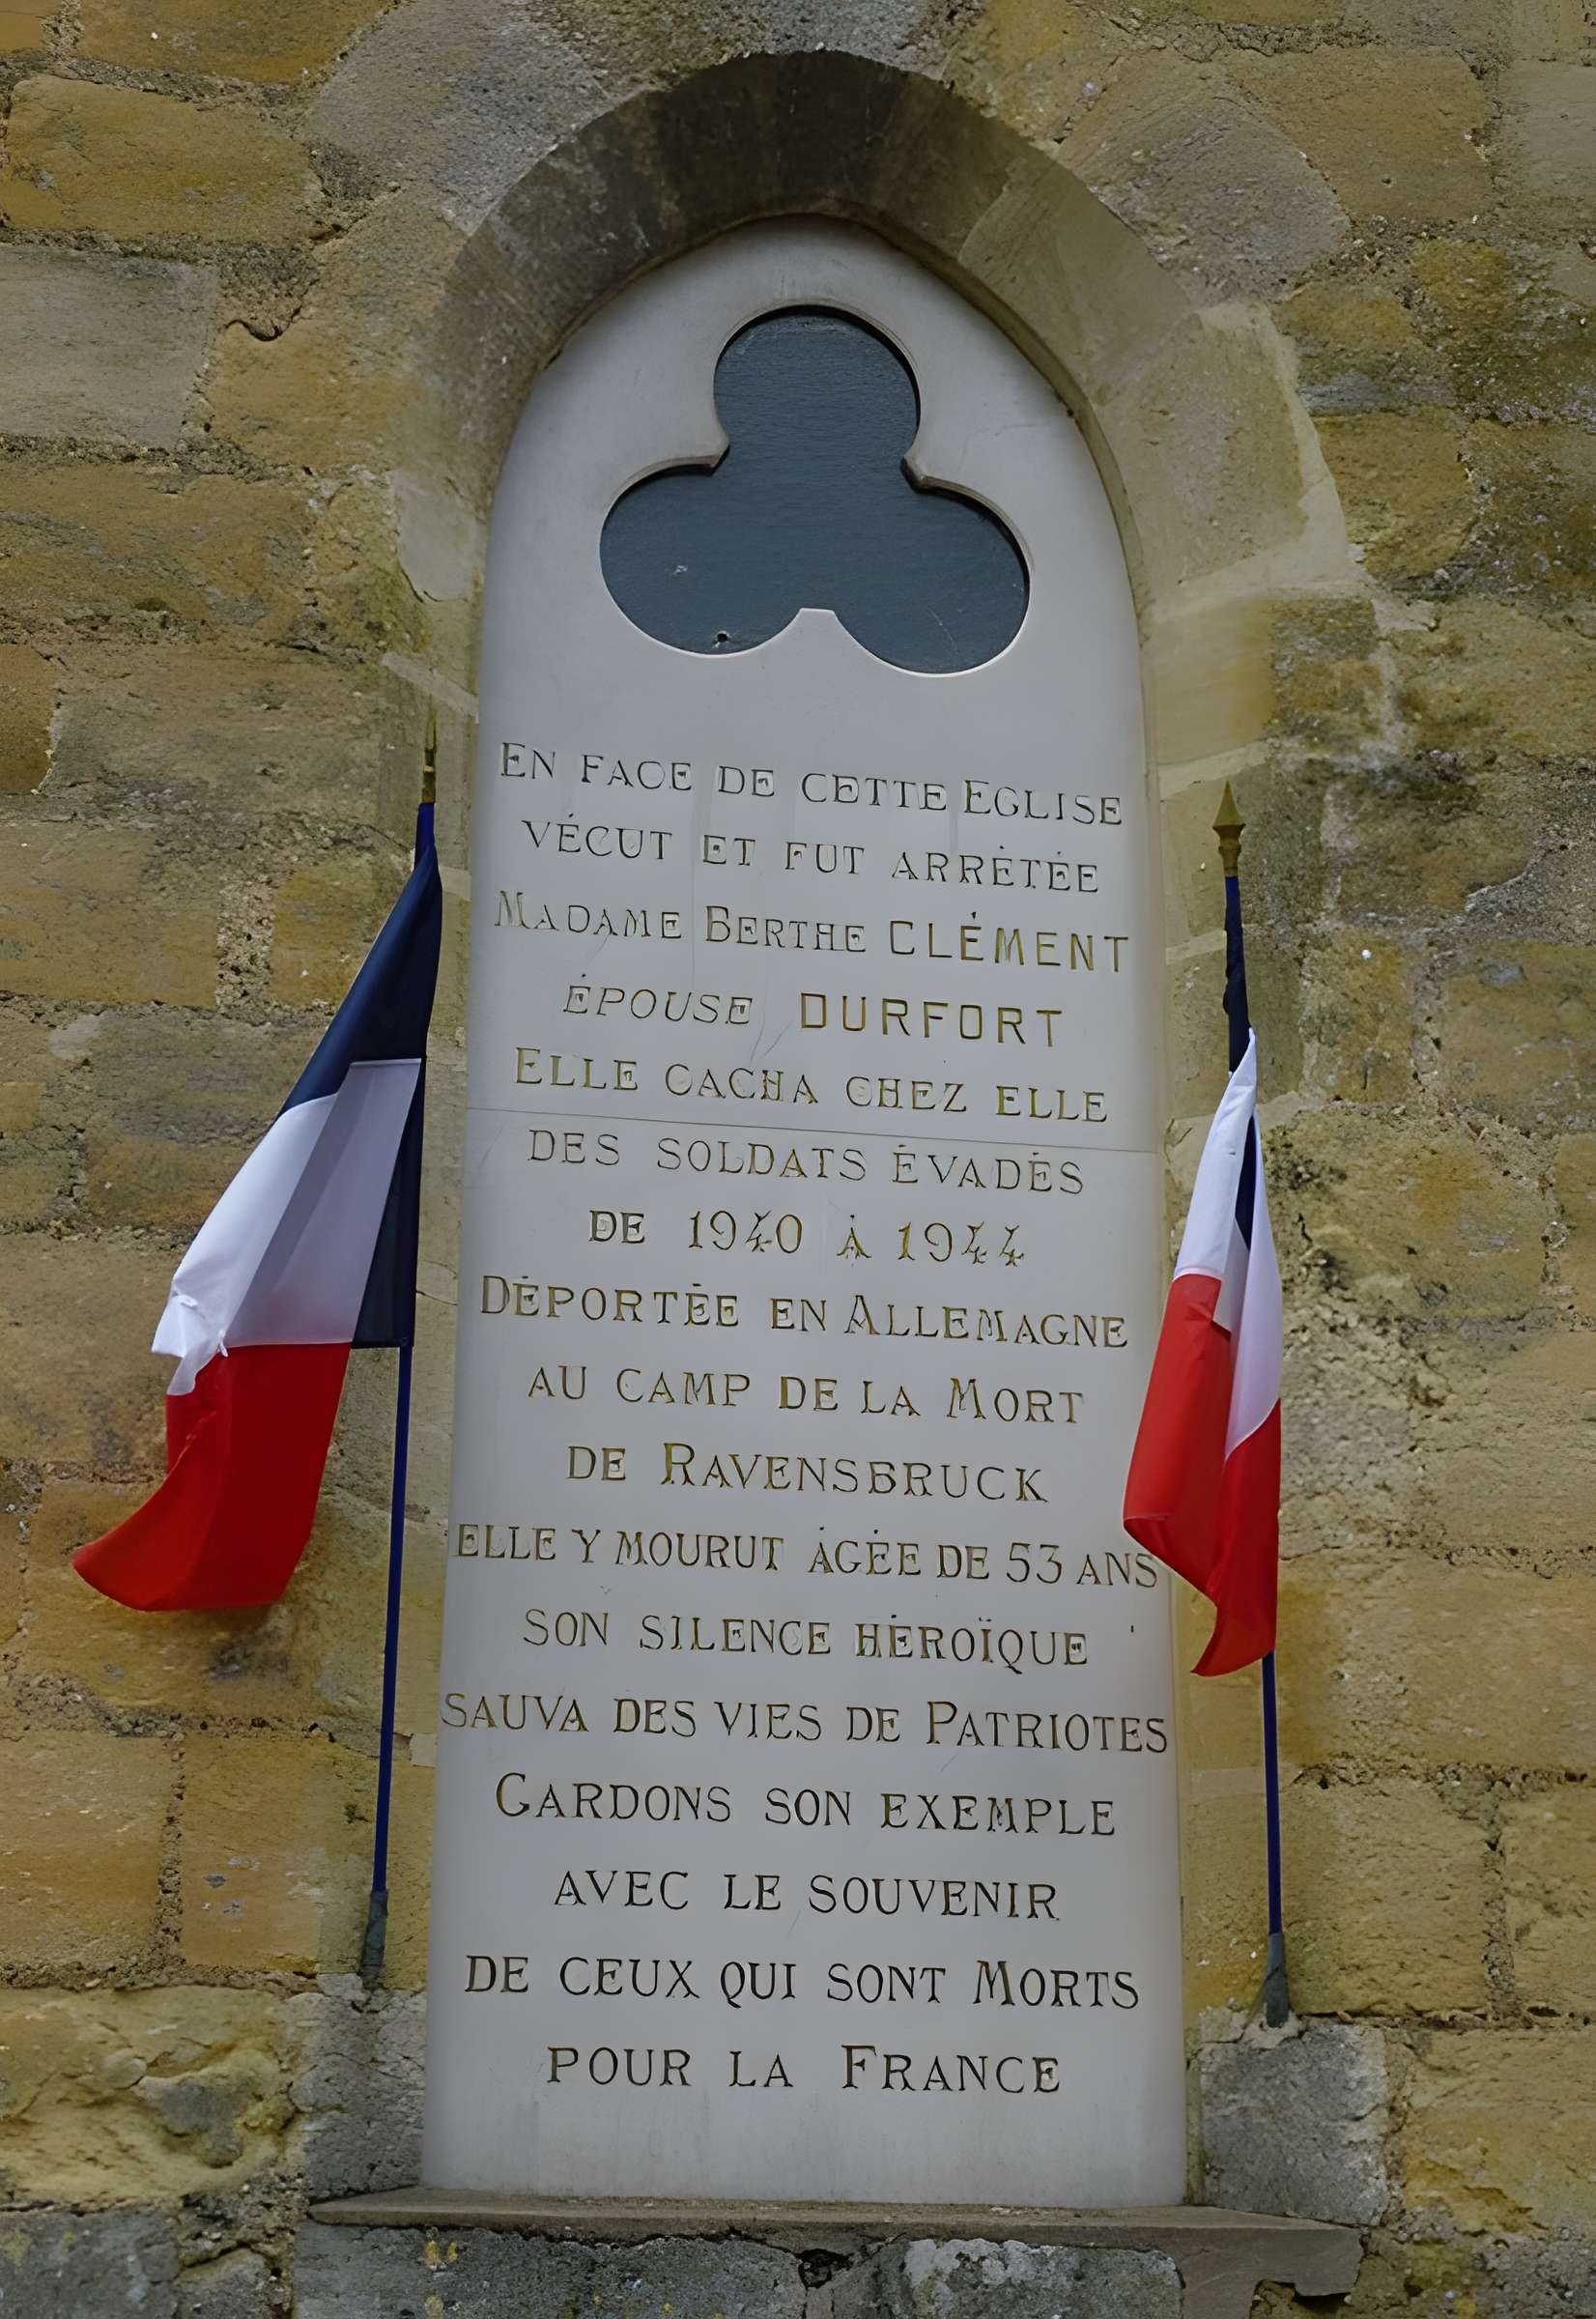 EN FACE DE CETTE EGLISE
VÉCUT ET FUT ARRÊTÉE
MADAME BERTHE CLÉMENT
ÉPOUSE DURFORT
ELLE CACHA CHEZ ELLE
DES SOLDATS ÉVADÉS
DE 1940 À 1944
DÉPORTÉE EN ALLEMAGNE
AU CAMP DE LA MORT
DE RAVENSBRUCK
ELLE Y MOURUT ÂGÉE DE 53 ANS
SON SILENCE HÉROÏQUE
SAUVA DES VIES DE PATRIOTES
GARDONS SON EXEMPLE
AVEC LE SOUVENIR
DE CEUX QUI SONT MORTS
POUR LA FRANCE